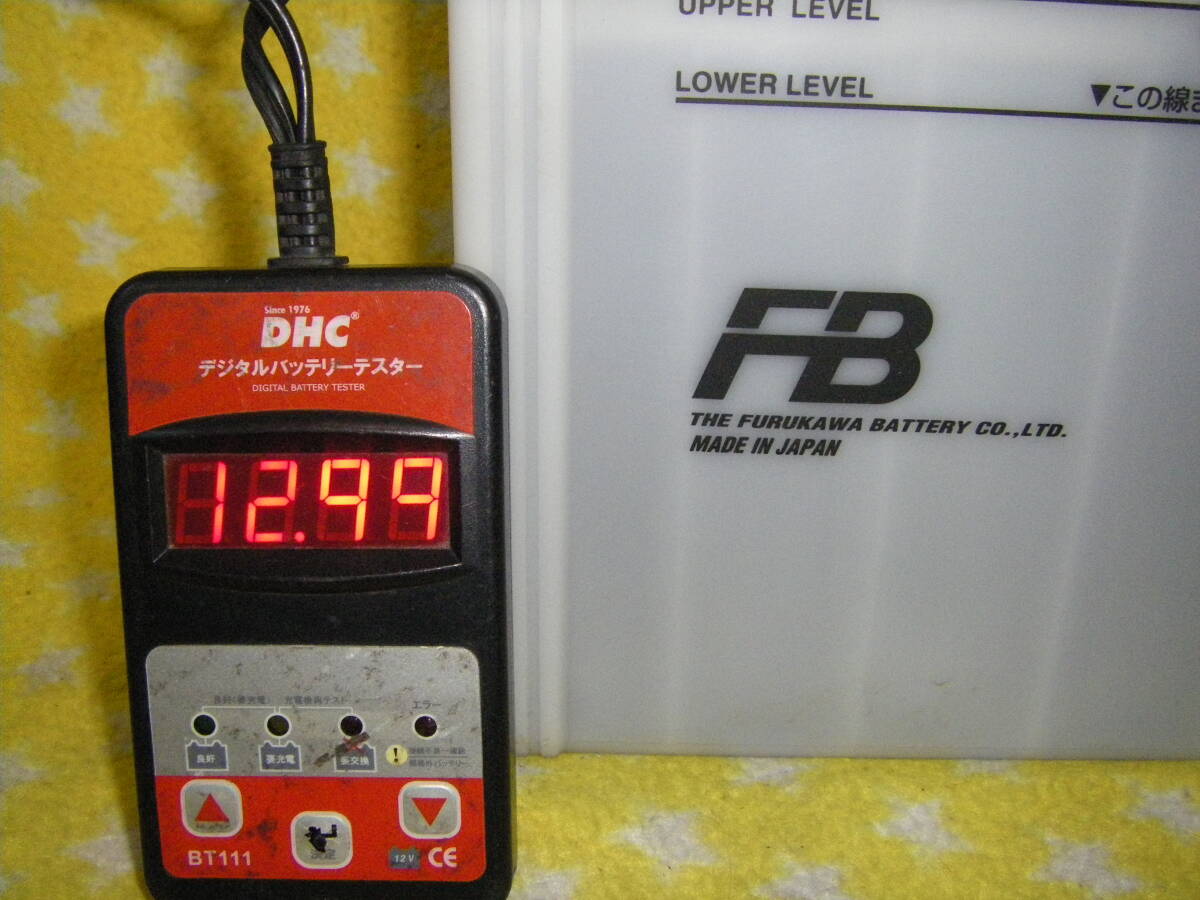 UPPER LEVEL
LOWER LEVEL
▼この線ま
FB
THE FURUKAWA BATTERY CO.,LTD.
MADE IN JAPAN
Since 1976
DHC®
デジタルバッテリーテスター
DIGITAL BATTERY TESTER
12.99
エラー
良好
要充電
要交換
!
BT111
12V
CE